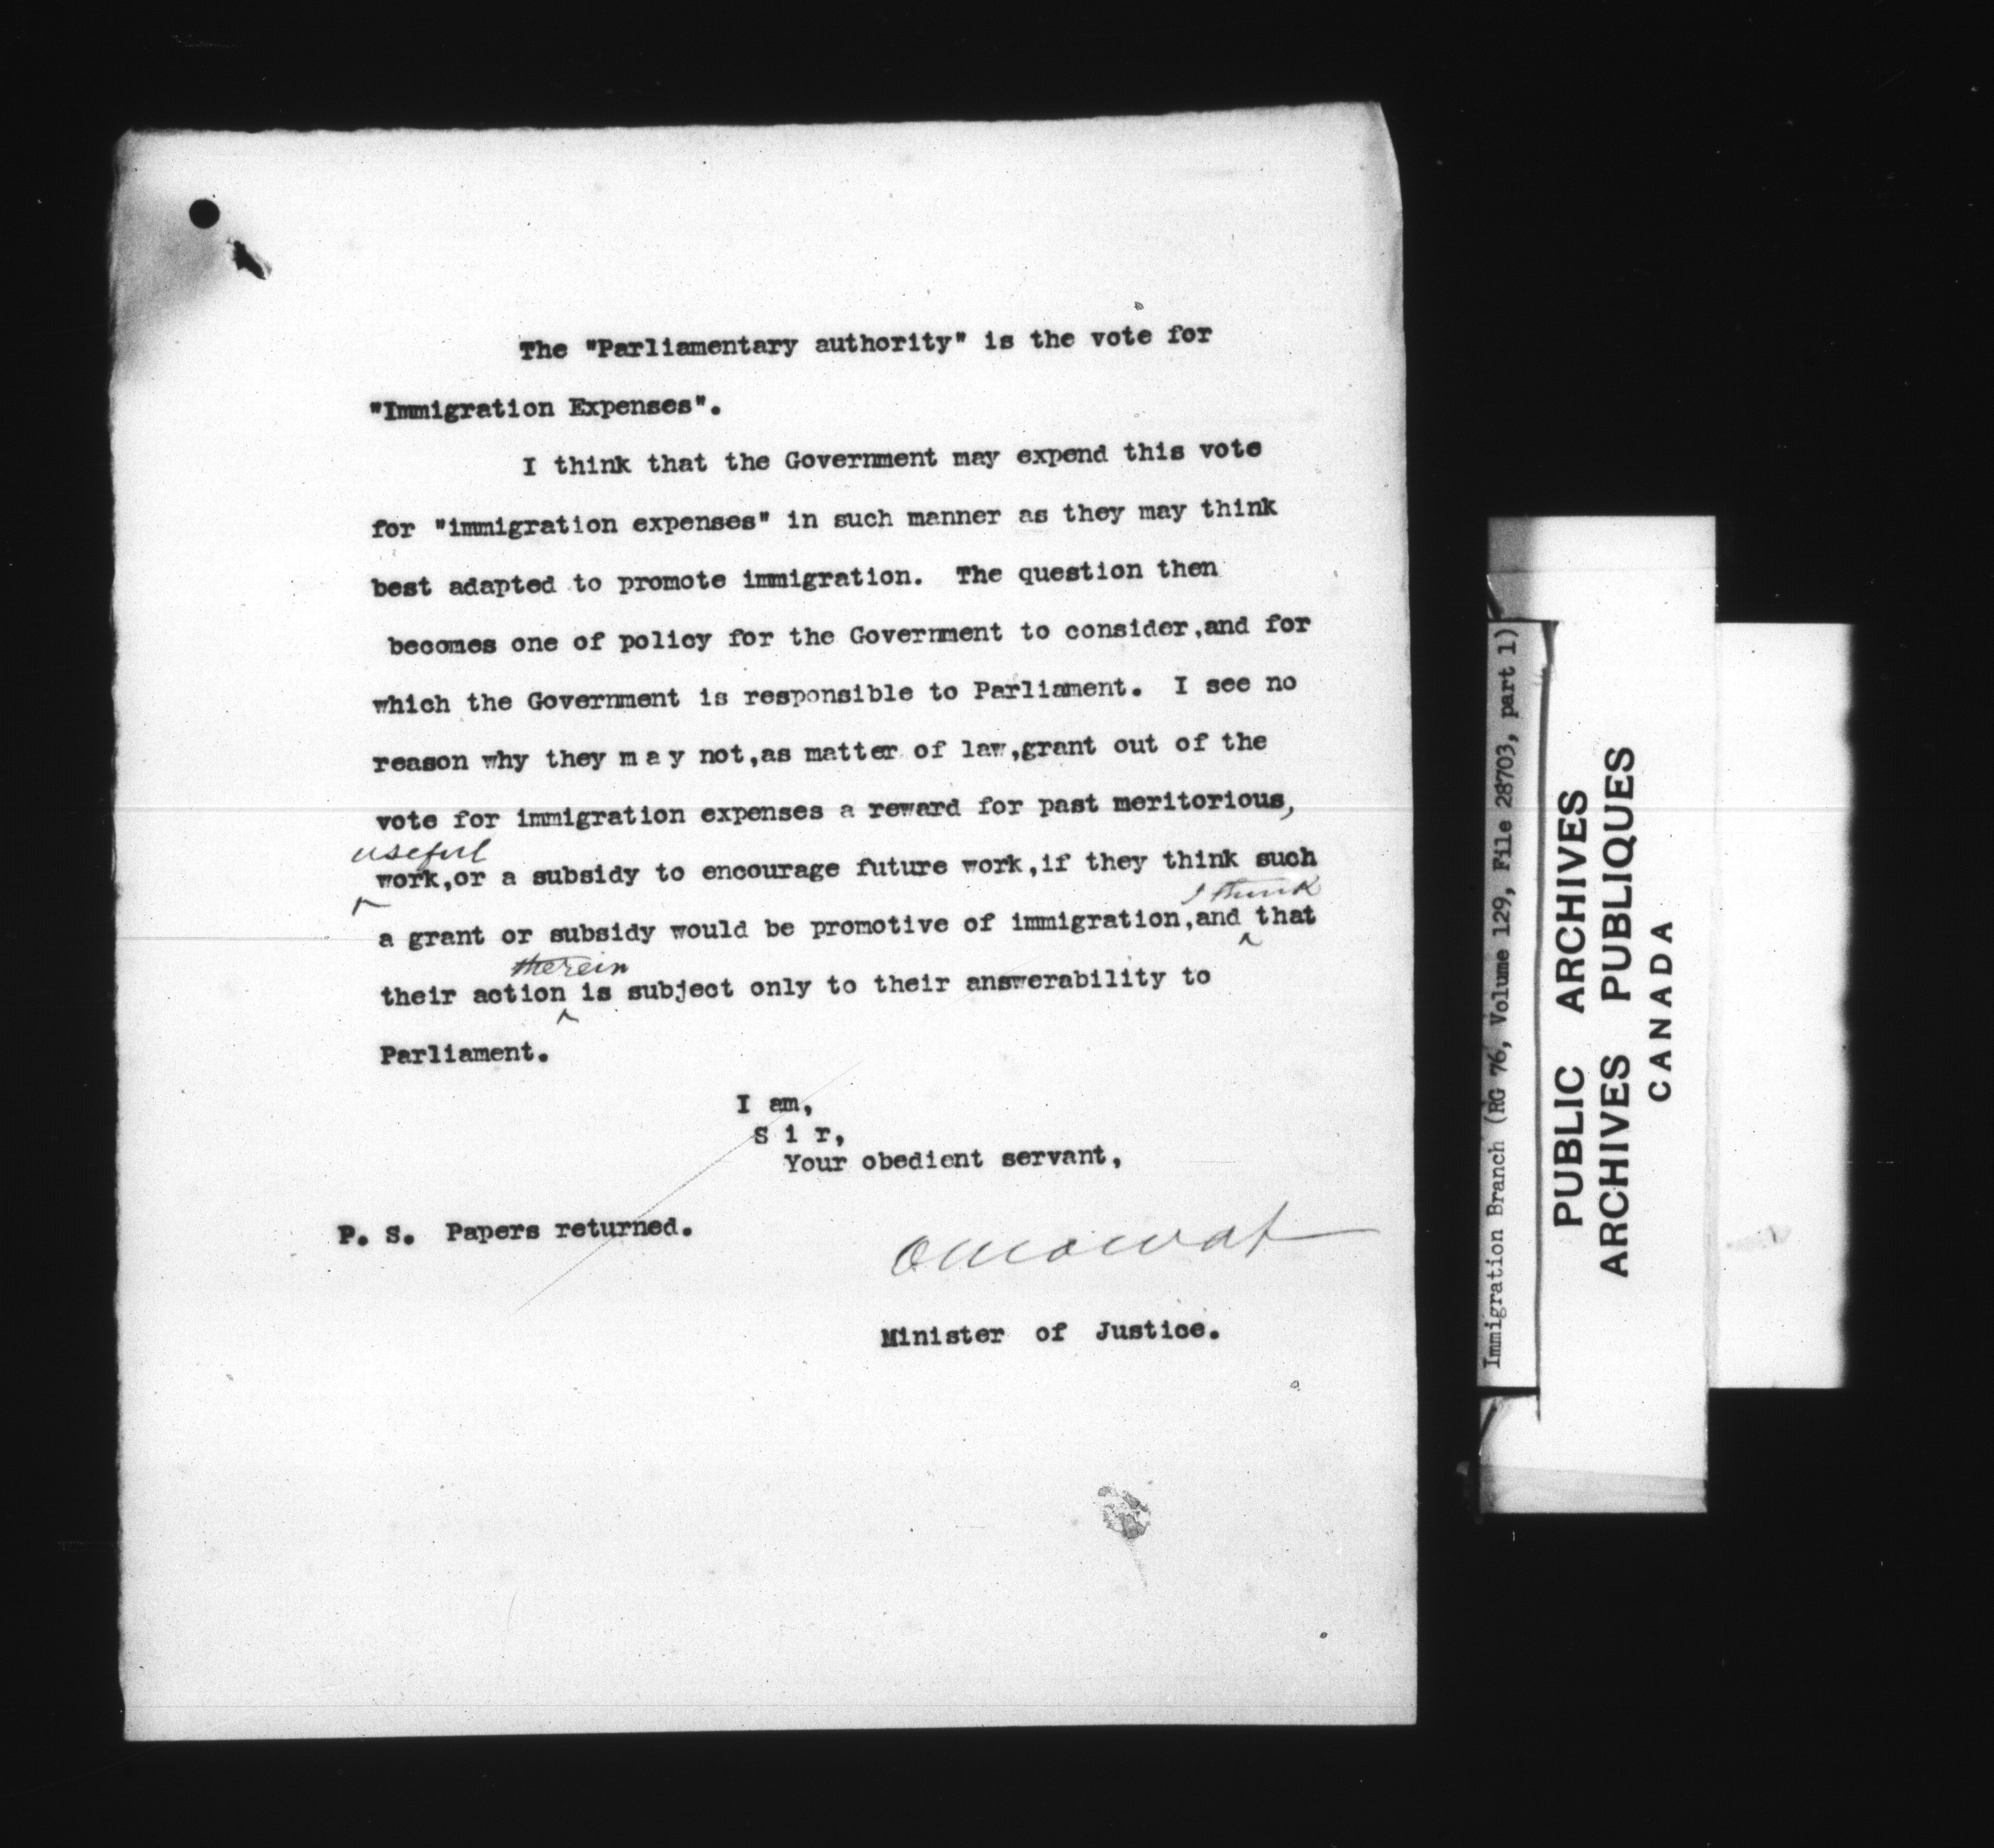 The "Parliamentary authority" is the vote for
"Immigration Expenses".
I think that the Government may expend this vote
for "immigration expenses" in such manner as they may think
best adapted to promote immigration. The question then
becomes one of policy for the Government to consider,and for
which the Government is responsible to Parliament. I see no
reason why they m a y not,as matter of law,grant out of the
vote for immigration expenses a reward for past meritorious,
useful
work,or a subsidy to encourage future work,if they think such
I think
a grant or subsidy would be promotive of immigration,and that
therein
their action is subject only to their answerability to
Parliament.
I am,
S i r,
Your obedient servant,
P. S. Papers returned.
O Mowat
Minister of Justice.
Immigration Branch (RG 76, Volume 129, File 28703, part 1)
PUBLIC ARCHIVES
ARCHIVES PUBLIQUES
CANADA